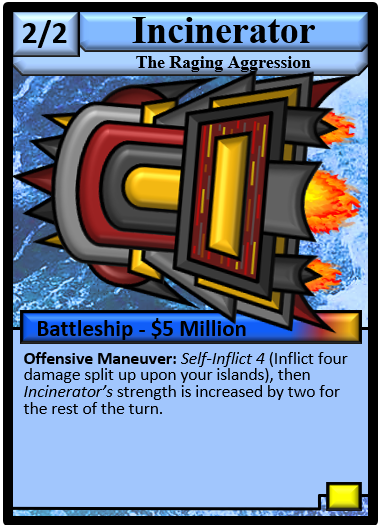 2/2
Incinerator
The Raging Aggression
Battleship - $5 Million
Offensive Maneuver: Self-Inflict 4 (Inflict four
damage split up upon your islands), then
Incinerator's strength is increased by two for
the rest of the turn.